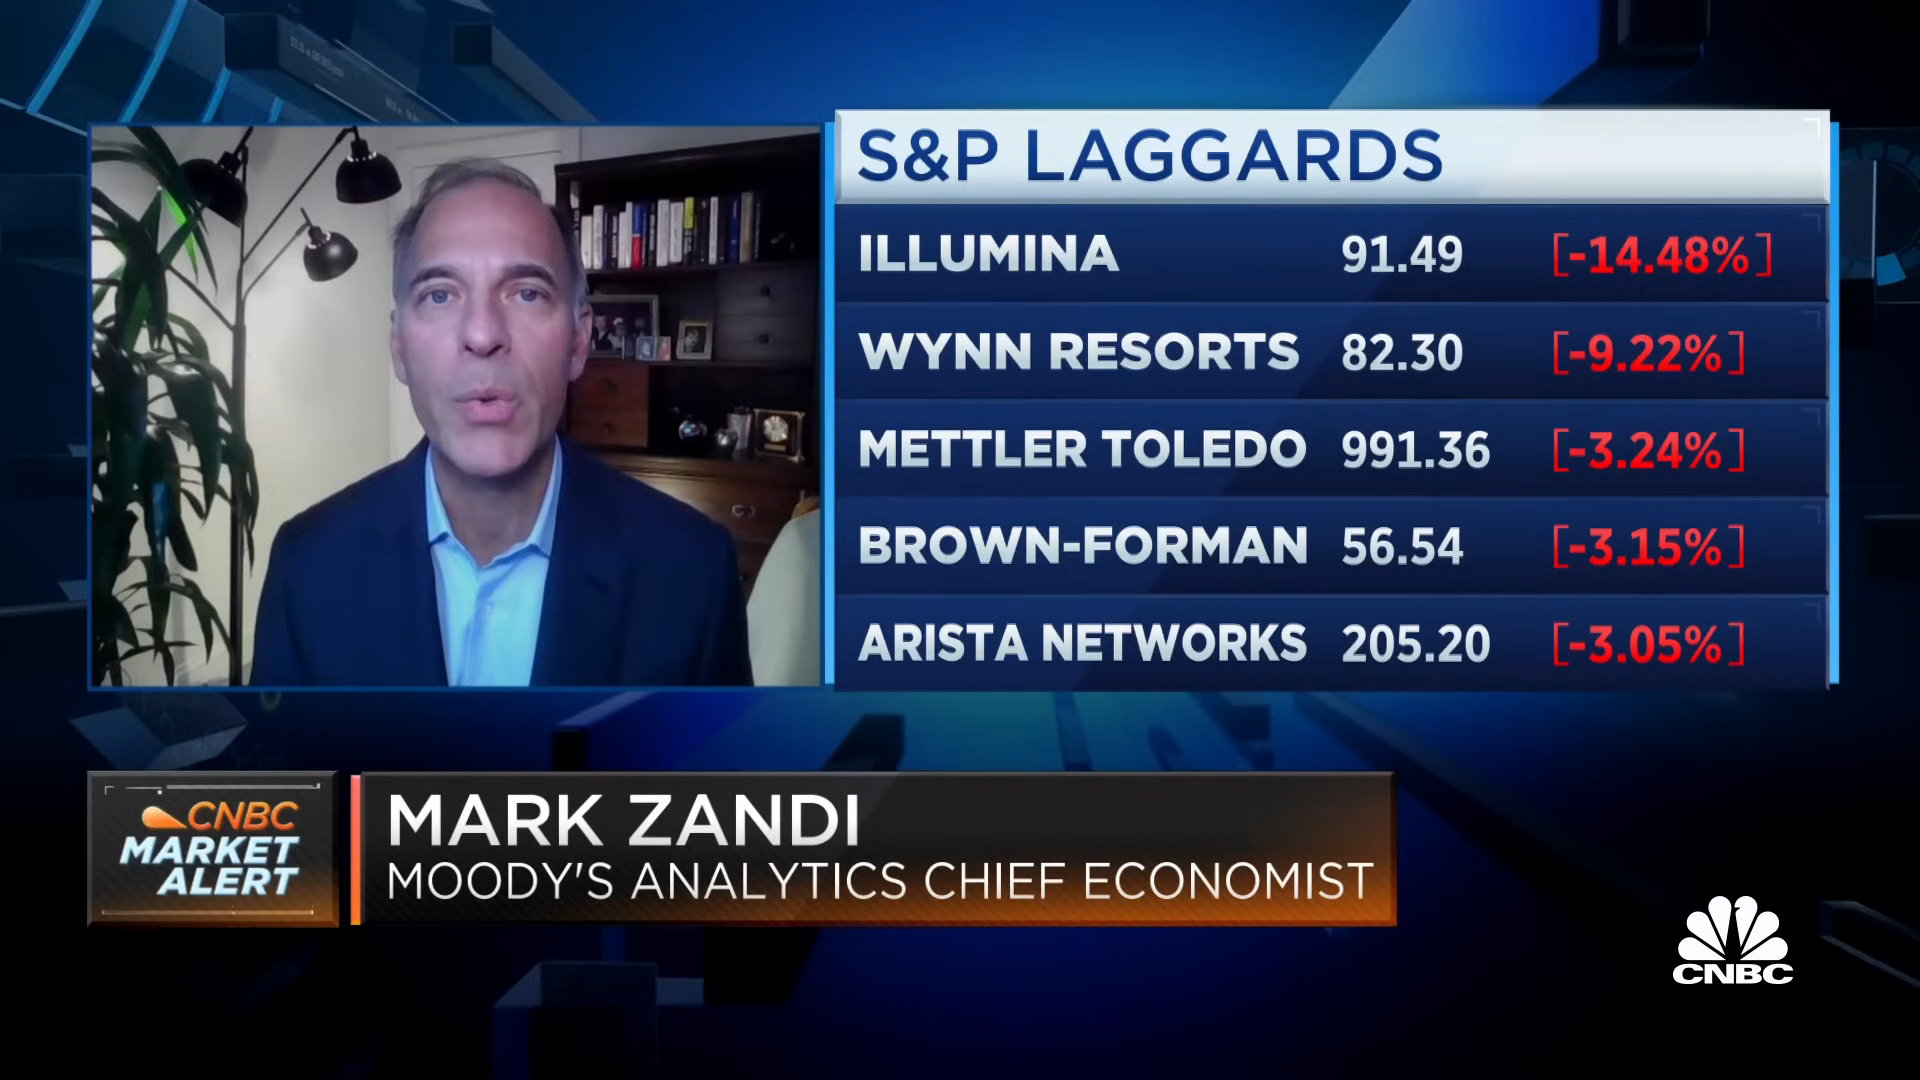 S&P LAGGARDS
ILLUMINA 91.49 [-14.48%]
WYNN RESORTS 82.30 [-9.22%]
METTLER TOLEDO 991.36 [-3.24%]
BROWN-FORMAN 56.54 [-3.15%]
ARISTA NETWORKS 205.20 [-3.05%]
CNBC
MARKET
ALERT
MARK ZANDI
MOODY'S ANALYTICS CHIEF ECONOMIST
CNBC